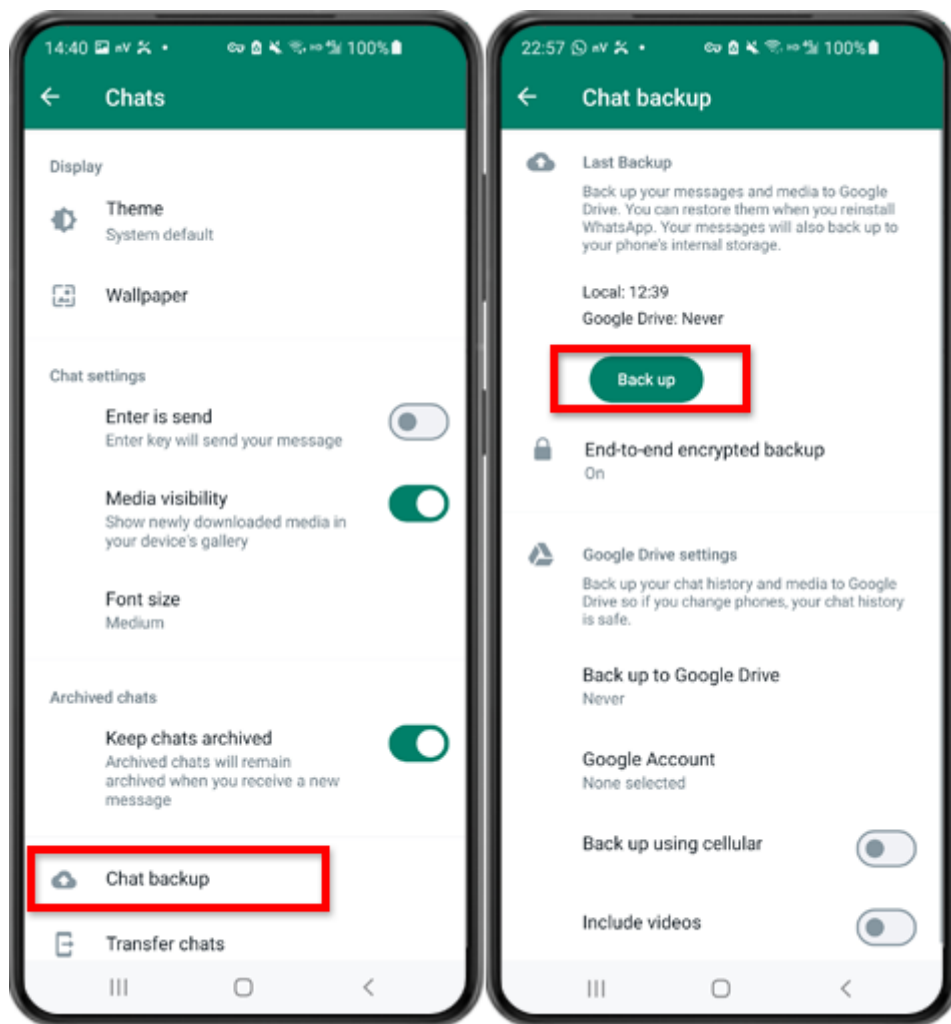 14:40
100%
Chats
Display
Theme
System default
Wallpaper
Chat settings
Enter is send
Enter key will send your message
Media visibility
Show newly downloaded media in
your device's gallery
Font size
Medium
Archived chats
Keep chats archived
Archived chats will remain
archived when you receive a new
message
Chat backup
Transfer chats
22:57
100%
Chat backup
Last Backup
Back up your messages and media to Google
Drive. You can restore them when you reinstall
WhatsApp. Your messages will also back up to
your phone's internal storage.
Local: 12:39
Google Drive: Never
Back up
End-to-end encrypted backup
On
Google Drive settings
Back up your chat history and media to Google
Drive so if you change phones, your chat history
is safe.
Back up to Google Drive
Never
Google Account
None selected
Back up using cellular
Include videos